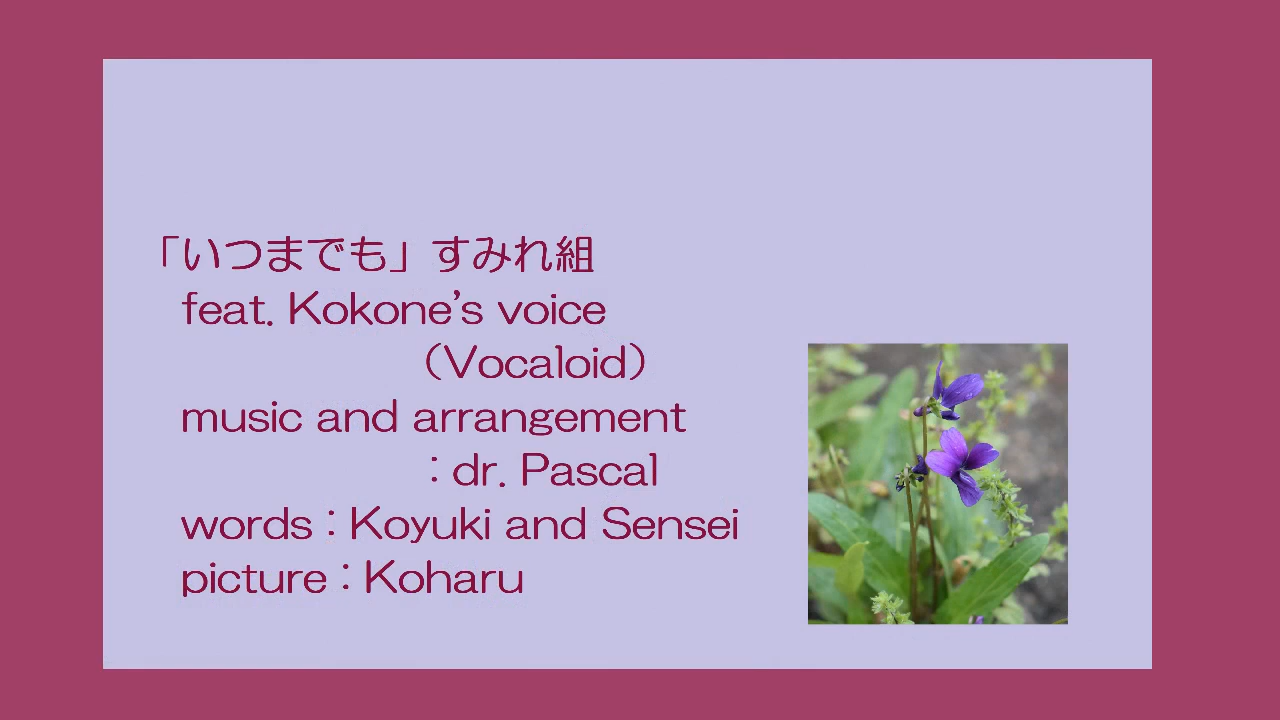 「いつまでも」すみれ組
feat. Kokone’s voice
（Vocaloid）
music and arrangement
：dr. Pascal
words：Koyuki and Sensei
picture：Koharu